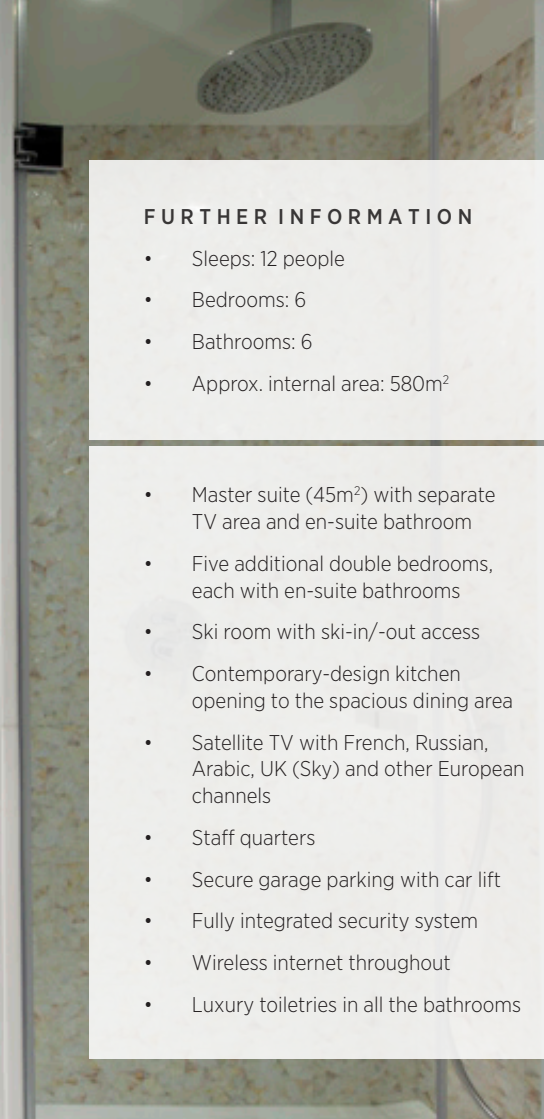 FURTHER INFORMATION
• Sleeps: 12 people
• Bedrooms: 6
• Bathrooms: 6
• Approx. internal area: 580m²
• Master suite (45m²) with separate
TV area and en-suite bathroom
• Five additional double bedrooms,
each with en-suite bathrooms
• Ski room with ski-in/-out access
• Contemporary-design kitchen
opening to the spacious dining area
• Satellite TV with French, Russian,
Arabic, UK (Sky) and other European
channels
• Staff quarters
• Secure garage parking with car lift
• Fully integrated security system
• Wireless internet throughout
• Luxury toiletries in all the bathrooms